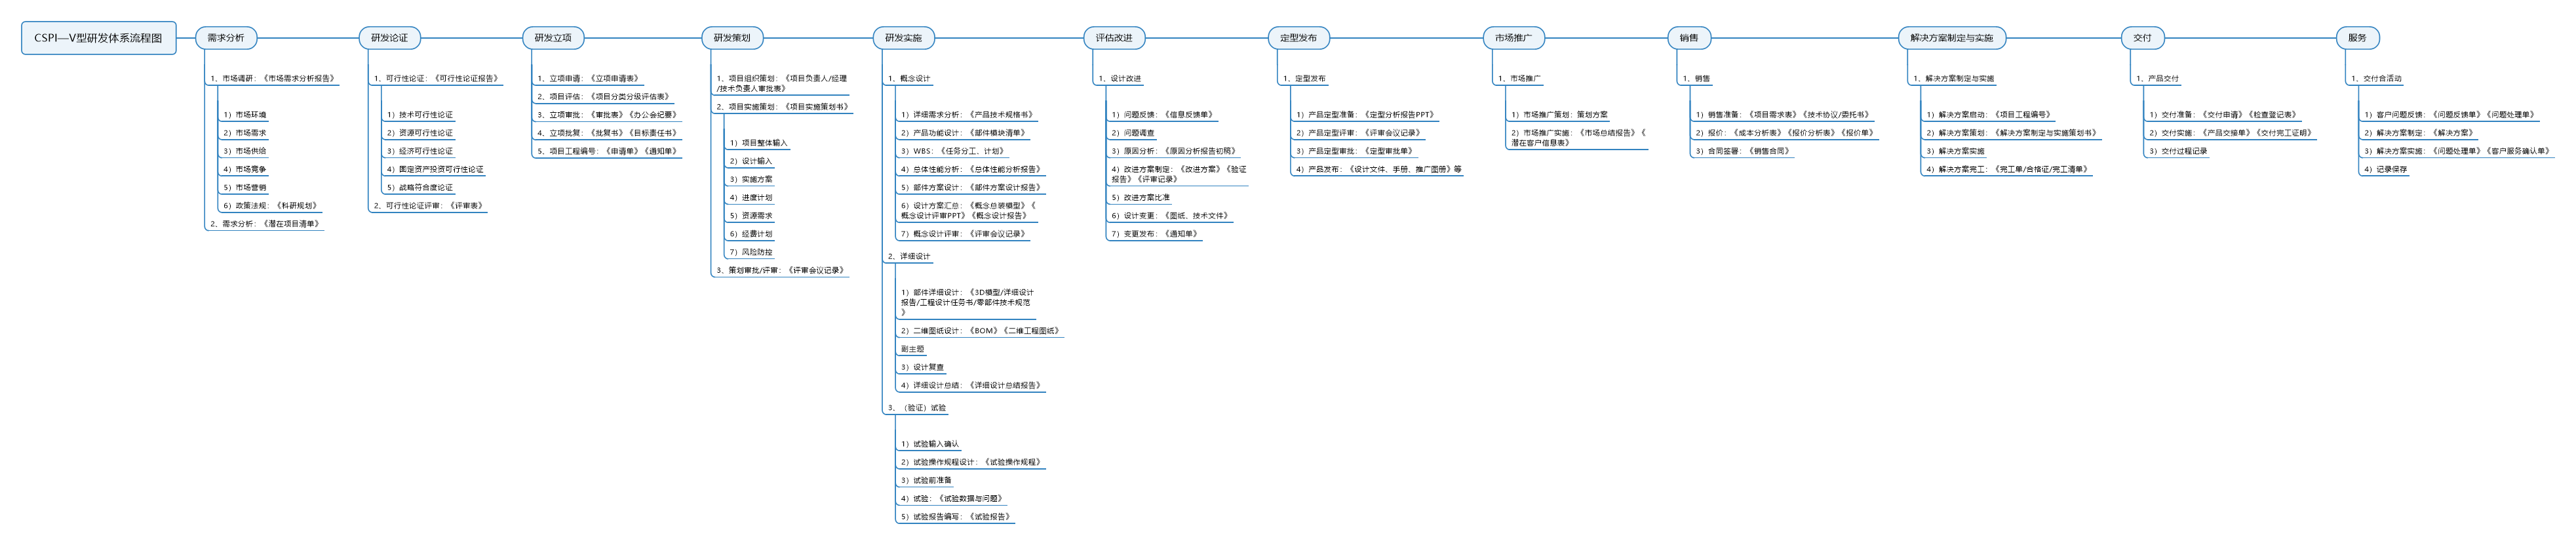 CSPI—V型研发体系流程图
需求分析
1、市场调研：《市场需求分析报告》
1）市场环境
2）市场需求
3）市场供给
4）市场竞争
5）市场营销
6）政策法规：《科研规划》
2、需求分析：《潜在项目清单》
研发论证
1、可行性论证：《可行性论证报告》
1）技术可行性论证
2）资源可行性论证
3）经济可行性论证
4）固定资产投资可行性论证
5）战略符合度论证
2、可行性论证评审：《评审表》
研发立项
1、立项申请：《立项申请表》
2、项目评估：《项目分类分级评估表》
3、立项审批：《审批表》《办公会纪要》
4、立项批复：《批复书》《目标责任书》
5、项目工程编号：《申请单》《通知单》
研发策划
1、项目组织策划：《项目负责人/经理
/技术负责人审批表》
2、项目实施策划：《项目实施策划书》
1）项目整体输入
2）设计输入
3）实施方案
4）进度计划
5）资源需求
6）经费计划
7）风险防控
3、策划审批/评审：《评审会议记录》
研发实施
1、概念设计
1）详细需求分析：《产品技术规格书》
2）产品功能设计：《部件模块清单》
3）WBS：《任务分工、计划》
4）总体性能分析：《总体性能分析报告》
5）部件方案设计：《部件方案设计报告》
6）设计方案汇总：《概念总装模型》《
概念设计评审PPT》《概念设计报告》
7）概念设计评审：《评审会议记录》
2、详细设计
1）部件详细设计：《3D模型/详细设计
报告/工程设计任务书/零部件技术规范
》
2）二维图纸设计：《BOM》《二维工程图纸》
副主题
3）设计复查
4）详细设计总结：《详细设计总结报告》
3、（验证）试验
1）试验输入确认
2）试验操作规程设计：《试验操作规程》
3）试验前准备
4）试验：《试验数据与问题》
5）试验报告编写：《试验报告》
评估改进
1、设计改进
1）问题反馈：《信息反馈单》
2）问题调查
3）原因分析：《原因分析报告初稿》
4）改进方案制定：《改进方案》《验证
报告》《评审记录》
5）改进方案比准
6）设计变更：《图纸、技术文件》
7）变更发布：《通知单》
定型发布
1、定型发布
1）产品定型准备：《定型分析报告PPT》
2）产品定型评审：《评审会议记录》
3）产品定型审批：《定型审批单》
4）产品发布：《设计文件、手册、推广图册》等
市场推广
1、市场推广
1）市场推广策划：策划方案
2）市场推广实施：《市场总结报告》《
潜在客户信息表》
销售
1、销售
1）销售准备：《项目需求表》《技术协议/委托书》
2）报价：《成本分析表》《报价分析表》《报价单》
3）合同签署：《销售合同》
解决方案制定与实施
1、解决方案制定与实施
1）解决方案启动：《项目工程编号》
2）解决方案策划：《解决方案制定与实施策划书》
3）解决方案实施
4）解决方案完工：《完工单/合格证/完工清单》
交付
1、产品交付
1）交付准备：《交付申请》《检查登记表》
2）交付实施：《产品交接单》《交付完工证明》
3）交付过程记录
服务
1、交付合活动
1）客户问题反馈：《问题反馈单》《问题处理单》
2）解决方案制定：《解决方案》
3）解决方案实施：《问题处理单》《客户服务确认单》
4）记录保存